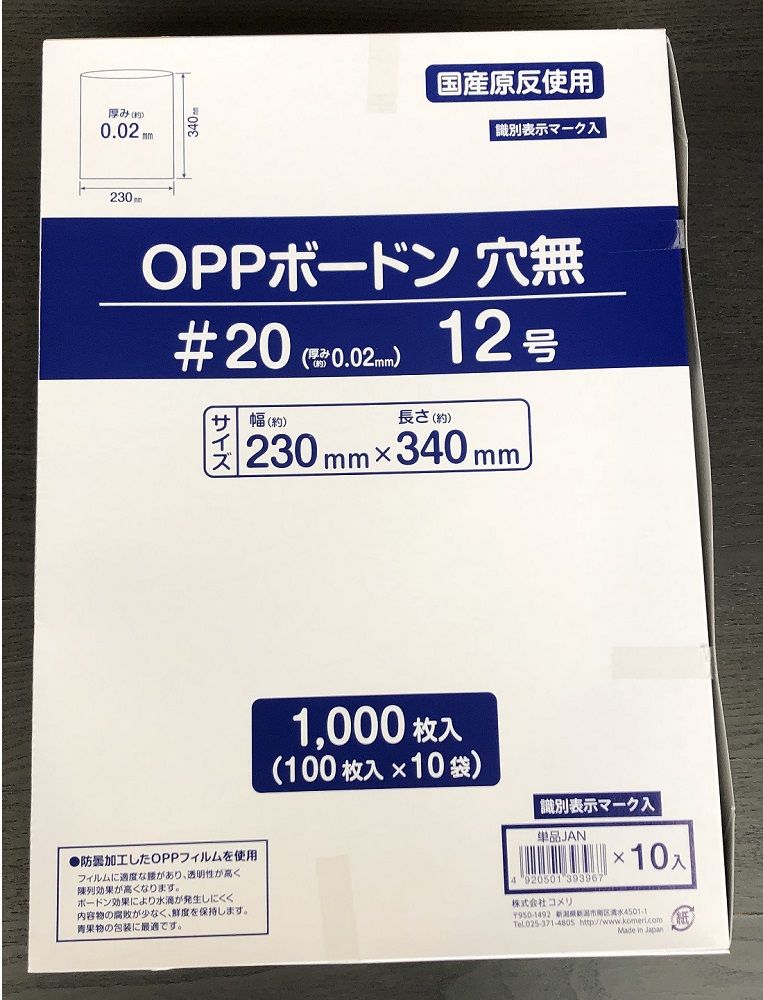 国産原反使用
識別表示マーク入
厚み(約)
0.02mm
340mm
230mm
OPPボードン 穴無
#20 (厚み(約)0.02mm) 12号
サイズ
幅(約) 長さ(約)
230mm×340mm
1,000枚入
(100枚入×10袋)
識別表示マーク入
単品JAN
×10入
4 920501 393967
●防曇加工したOPPフィルムを使用
フィルムに適度な腰があり、透明性が高く
陳列効果が高くなります。
ボードン効果により水滴が発生しにくく
内容物の腐敗が少なく、鮮度を保持します。
青果物の包装に最適です。
株式会社コメリ
〒950-1492 新潟県新潟市南区清水4501-1
Tel.025-371-4805 http://www.komeri.com
Made in Japan
紙